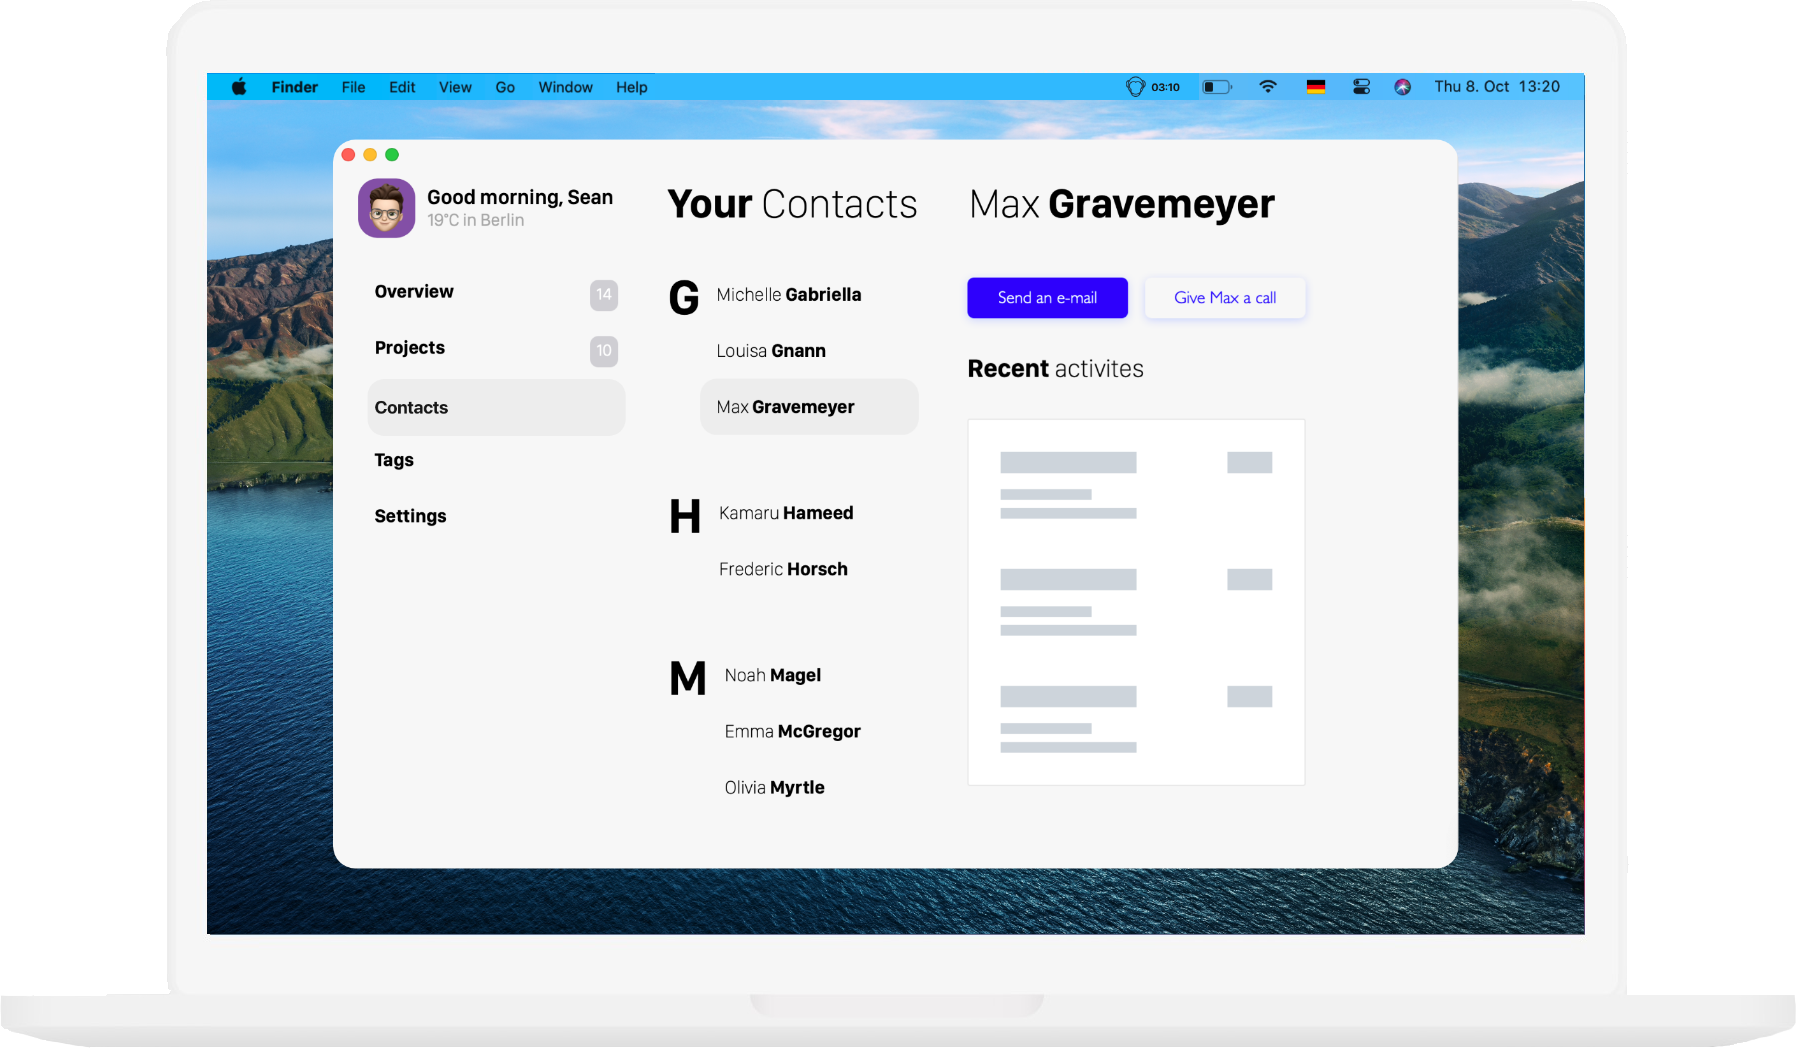 Finder File Edit View Go Window Help 03:10 Thu 8. Oct 13:20
Good morning, Sean
19°C in Berlin
Overview 14
Projects 10
Contacts
Tags
Settings
Your Contacts
G Michelle Gabriella
Louisa Gnann
Max Gravemeyer
H Kamaru Hameed
Frederic Horsch
M Noah Magel
Emma McGregor
Olivia Myrtle
Max Gravemeyer
Send an e-mail Give Max a call
Recent activites